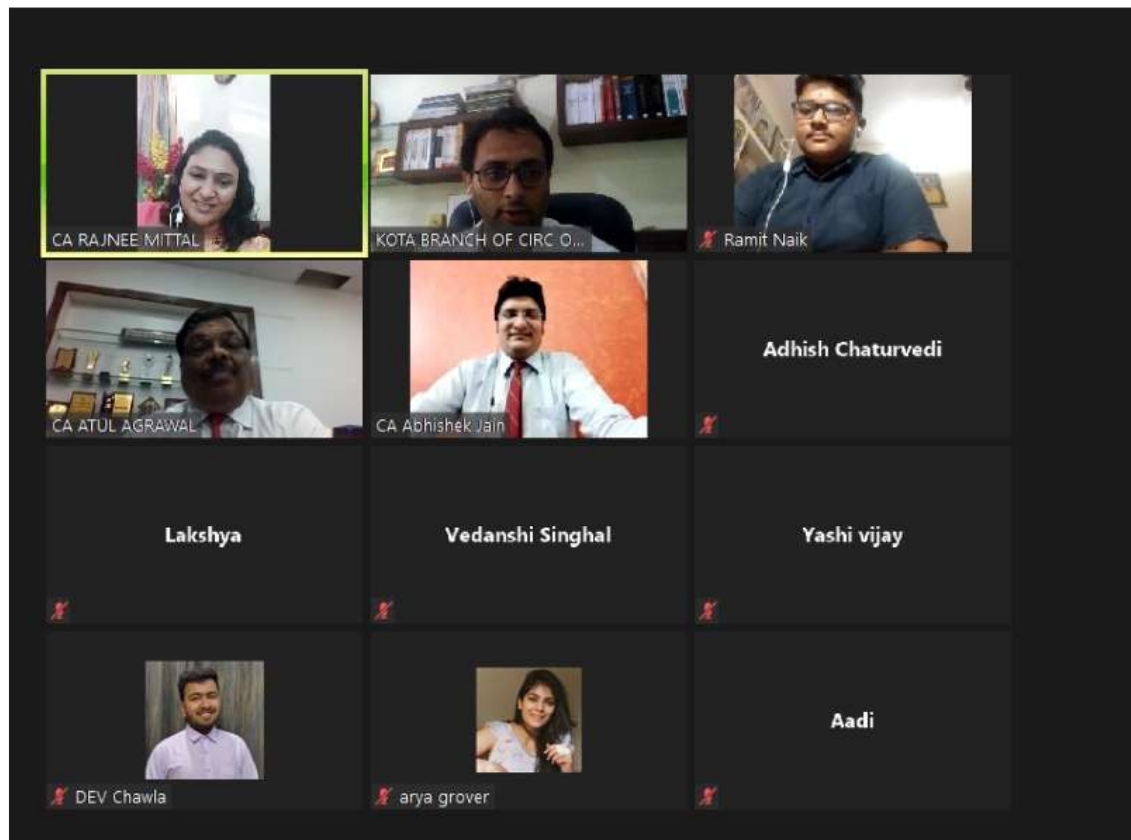 CA RAJNEE MITTAL
KOTA BRANCH OF CIRC O...
Ramit Naik
CA ATUL AGRAWAL
CA Abhishek Jain
Adhish Chaturvedi
Lakshya
Vedanshi Singhal
Yashi vijay
DEV Chawla
arya grover
Aadi